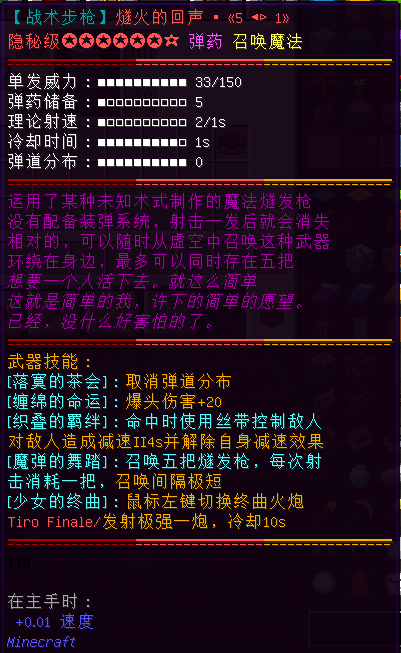 【战术步枪】燧火的回声 ▪ «5 ◀▶ 1»
隐秘级✪✪✪✪✪✪☆ 弹药 召唤魔法
单发威力：■■■■■■■■■■ 33/150
弹药储备：■□□□□□□□□□ 5
理论射速：■□□□□□□□□□ 2/1s
冷却时间：■■■■■■■■■□ 1s
弹道分布：■■■■■■■■■■ 0
运用了某种未知术式制作的魔法燧发枪
没有配备装弹系统，射击一发后就会消失
相对的，可以随时从虚空中召唤这种武器
环绕在身边，最多可以同时存在五把
想要一个人活下去。就这么简单
这就是简单的我，许下的简单的愿望。
已经，没什么好害怕的了。
武器技能：
[落寞的茶会]：取消弹道分布
[缠绵的命运]：爆头伤害+20
[织叠的羁绊]：命中时使用丝带控制敌人
对敌人造成减速II4s并解除自身减速效果
[魔弹的舞踏]：召唤五把燧发枪，每次射
击消耗一把，召唤间隔极短
[少女的终曲]：鼠标左键切换终曲火炮
Tiro Finale/发射极强一炮，冷却10s
178
在主手时：
+0.01 速度
Minecraft